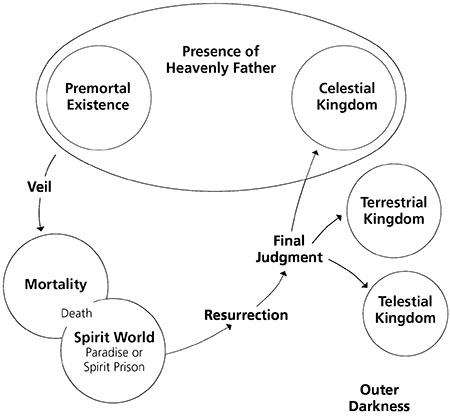 Presence of
Heavenly Father
Premortal
Existence
Celestial
Kingdom
Veil
Terrestrial
Kingdom
Final
Judgment
Mortality
Death
Resurrection
Telestial
Kingdom
Spirit World
Paradise or
Spirit Prison
Outer
Darkness